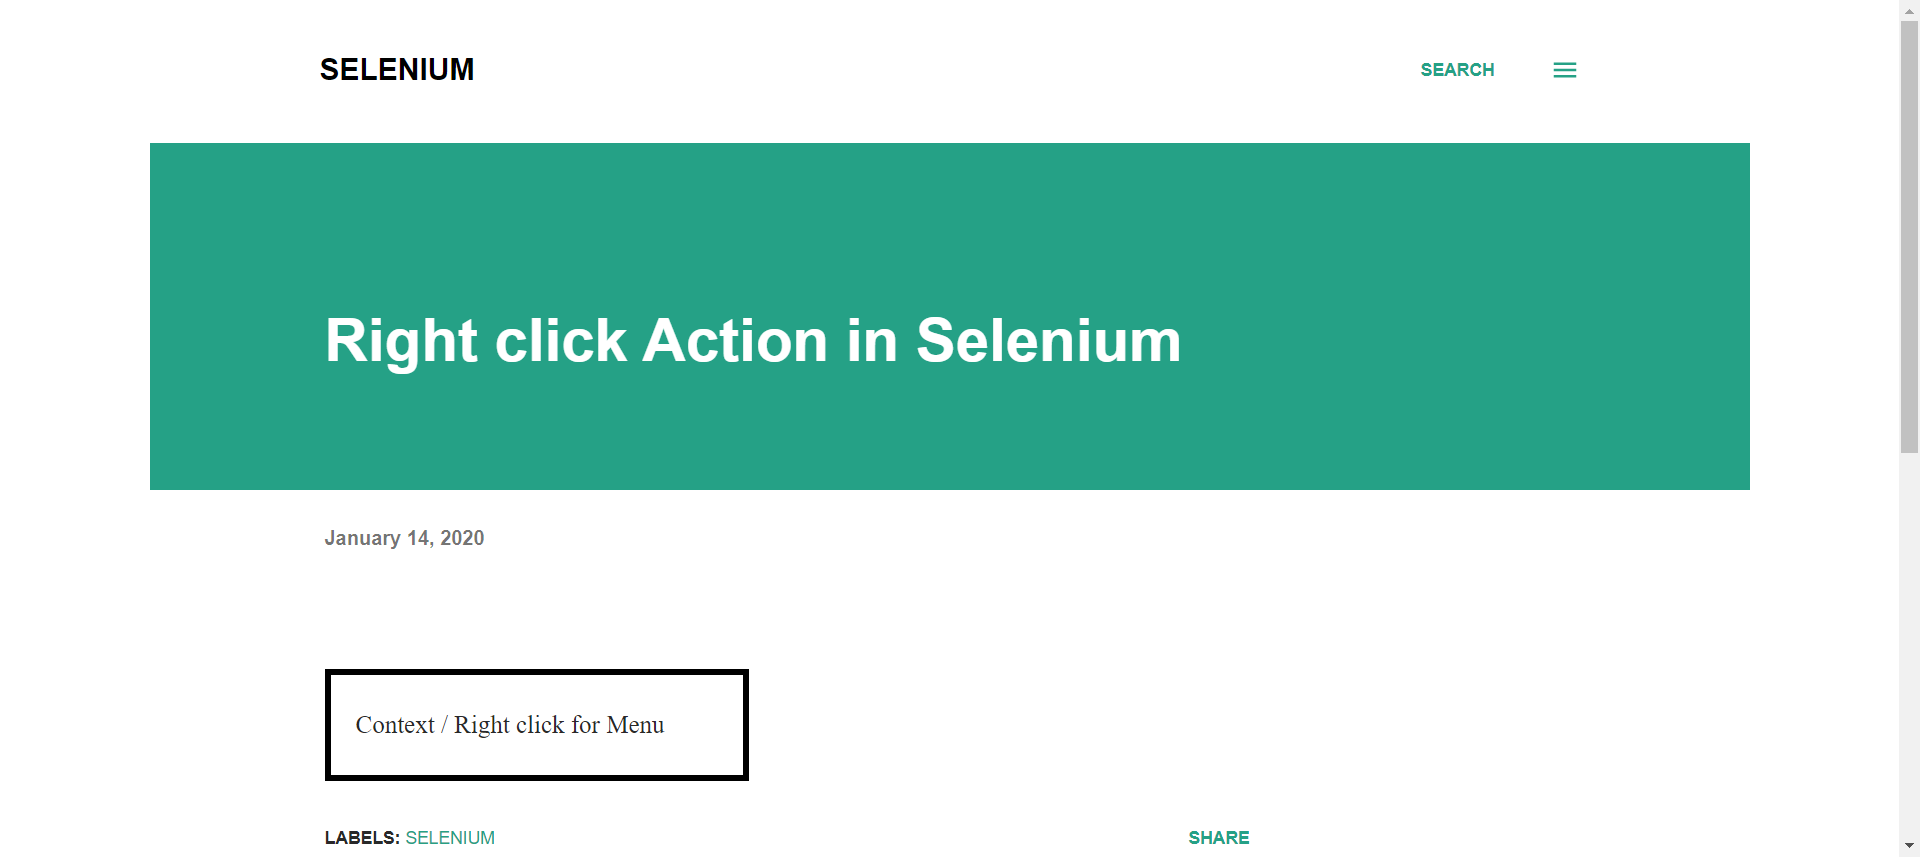 SELENIUM
SEARCH
Right click Action in Selenium
January 14, 2020
Context / Right click for Menu
LABELS: SELENIUM
SHARE